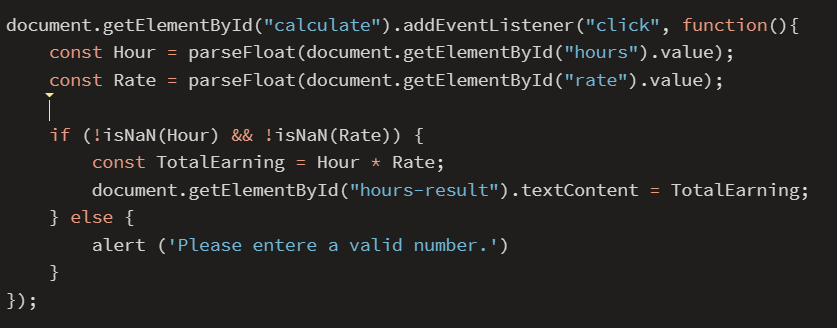 document.getElementById("calculate").addEventListener("click", function(){
    const Hour = parseFloat(document.getElementById("hours").value);
    const Rate = parseFloat(document.getElementById("rate").value);

    if (!isNaN(Hour) && !isNaN(Rate)) {
        const TotalEarning = Hour * Rate;
        document.getElementById("hours-result").textContent = TotalEarning;
    } else {
        alert ('Please entere a valid number.')
    }
});